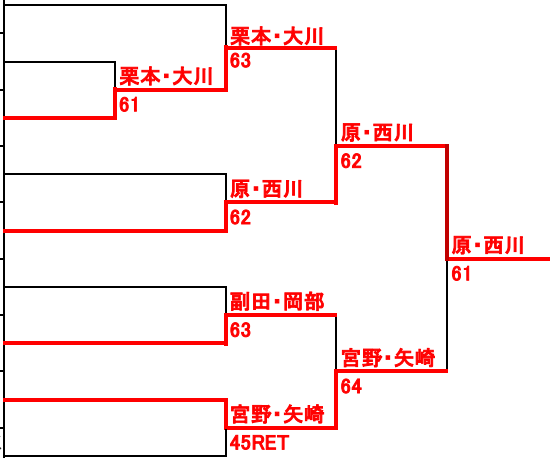 栗本・大川
63
栗本・大川
61
原・西川
62
原・西川
62
原・西川
61
副田・岡部
63
宮野・矢崎
64
宮野・矢崎
45RET